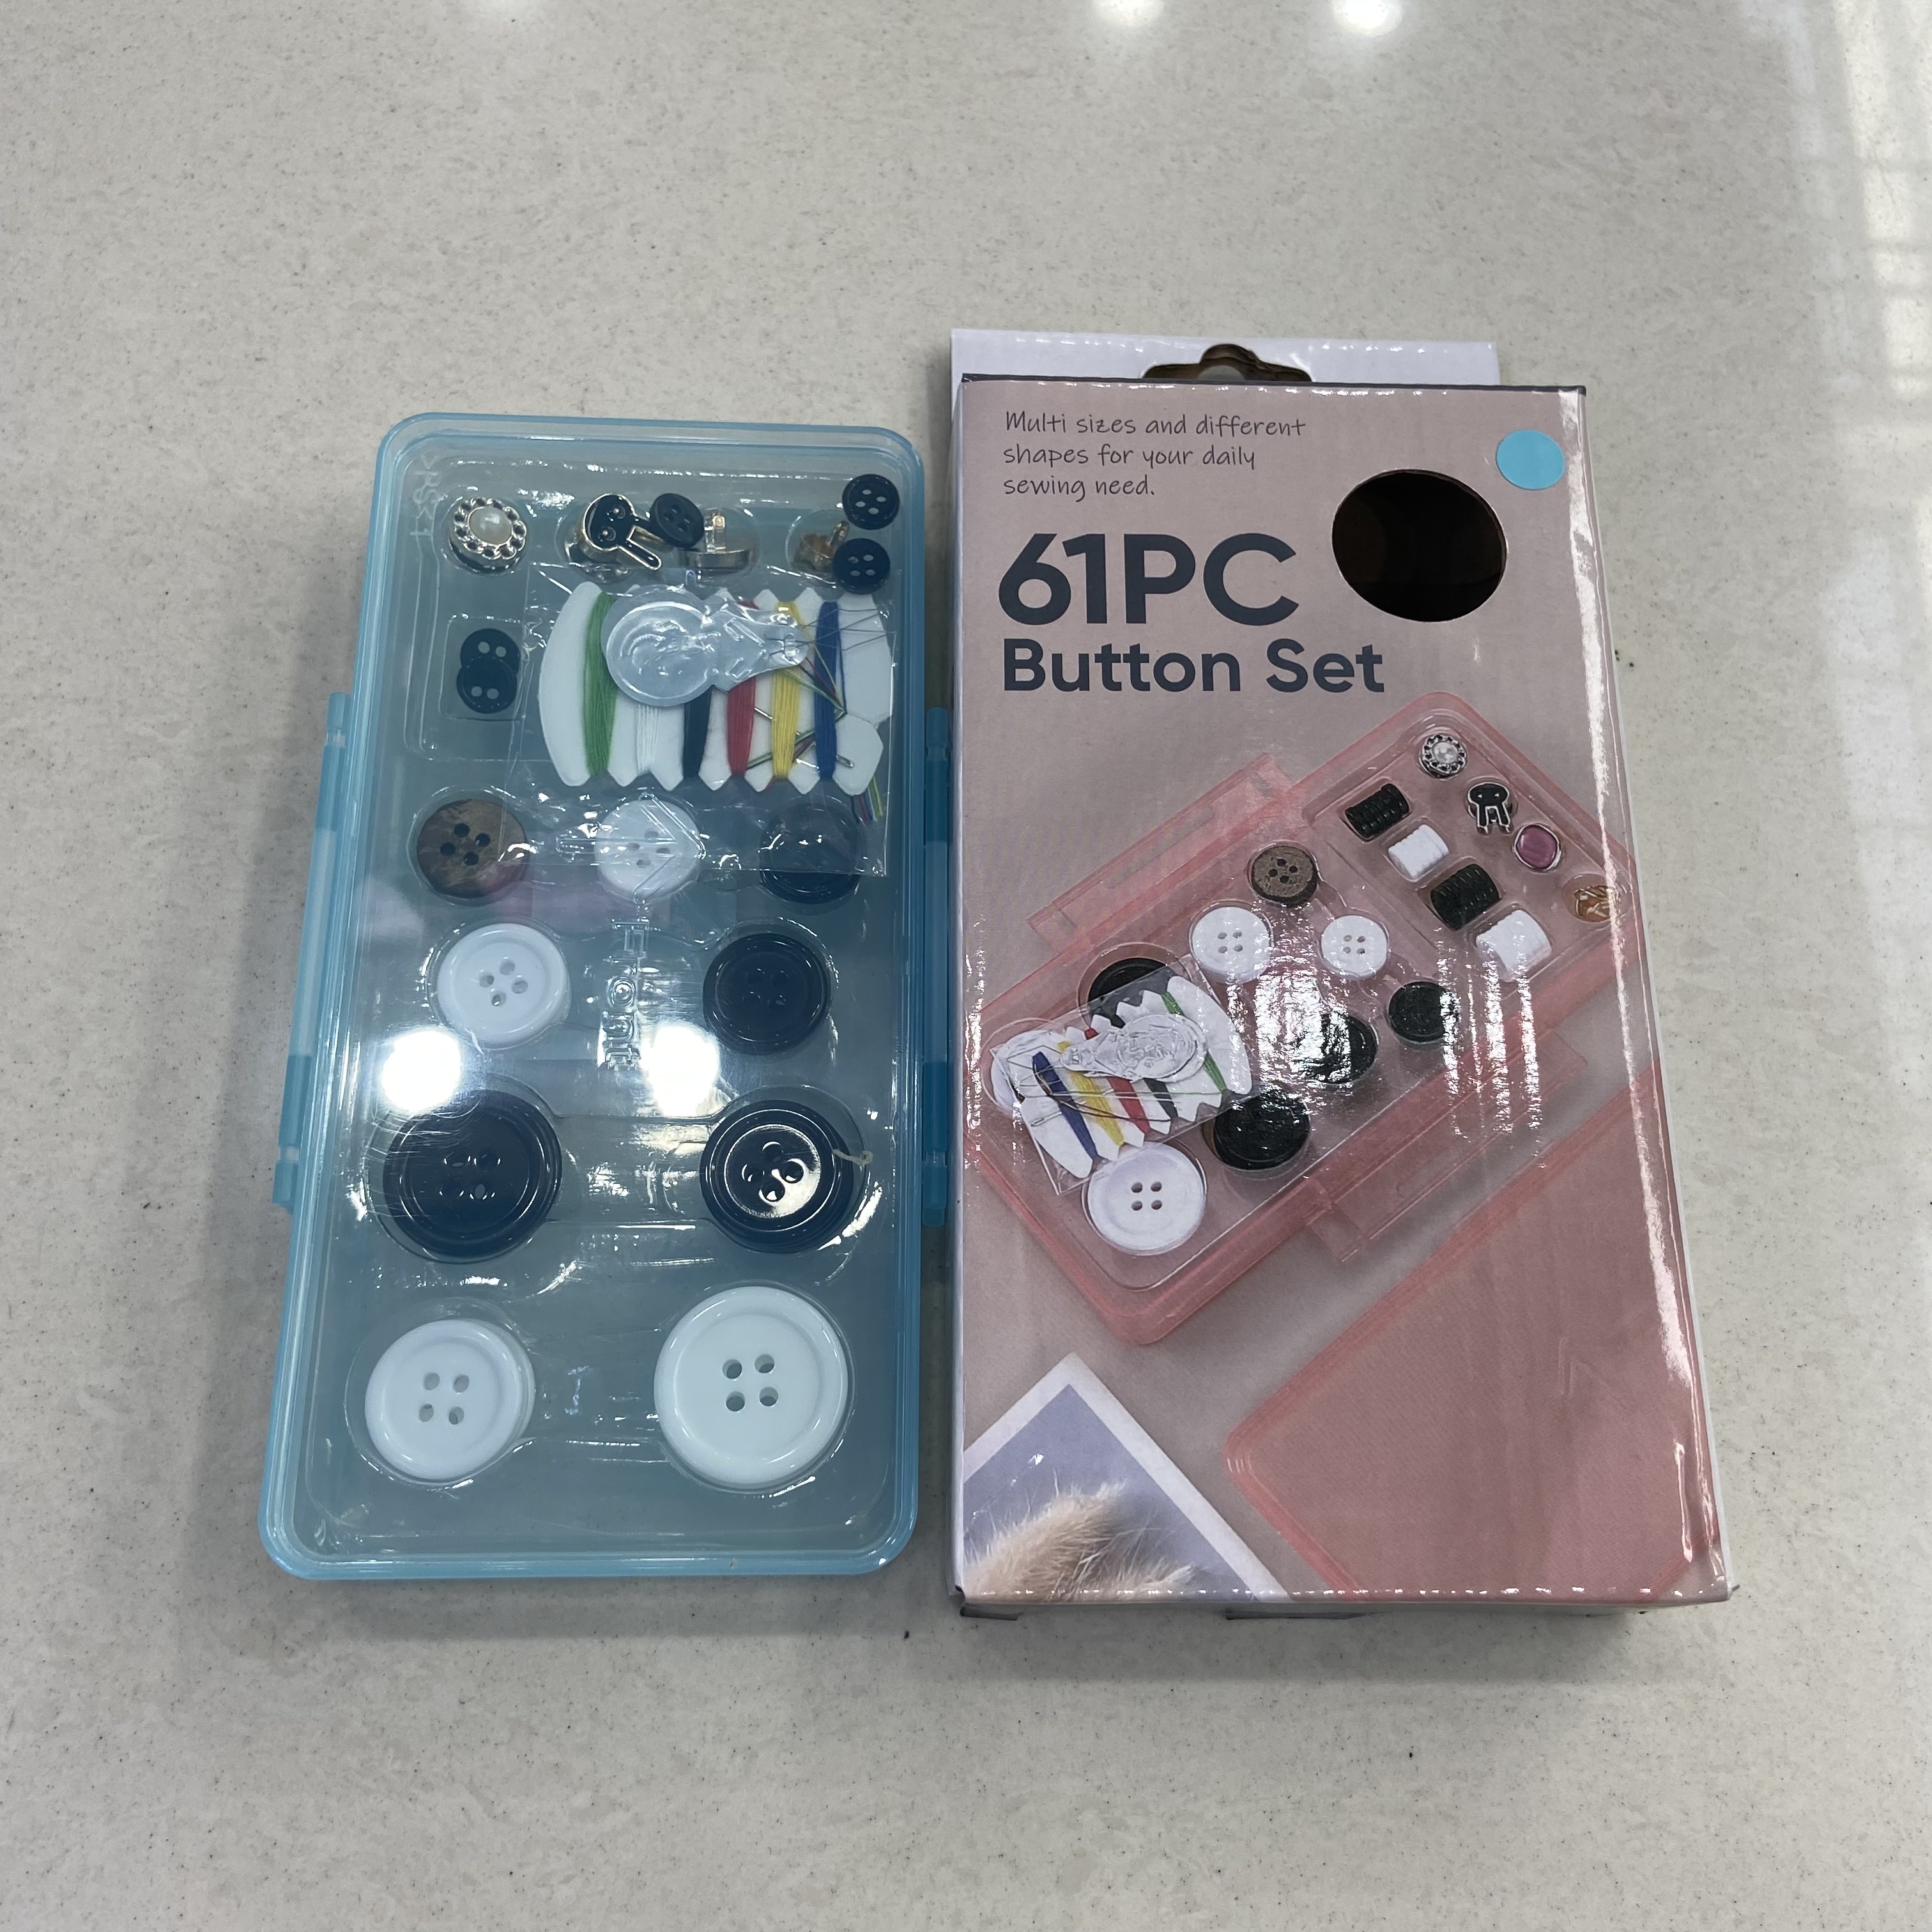 Multi sizes and different
shapes for your daily
sewing need.
61PC
Button Set